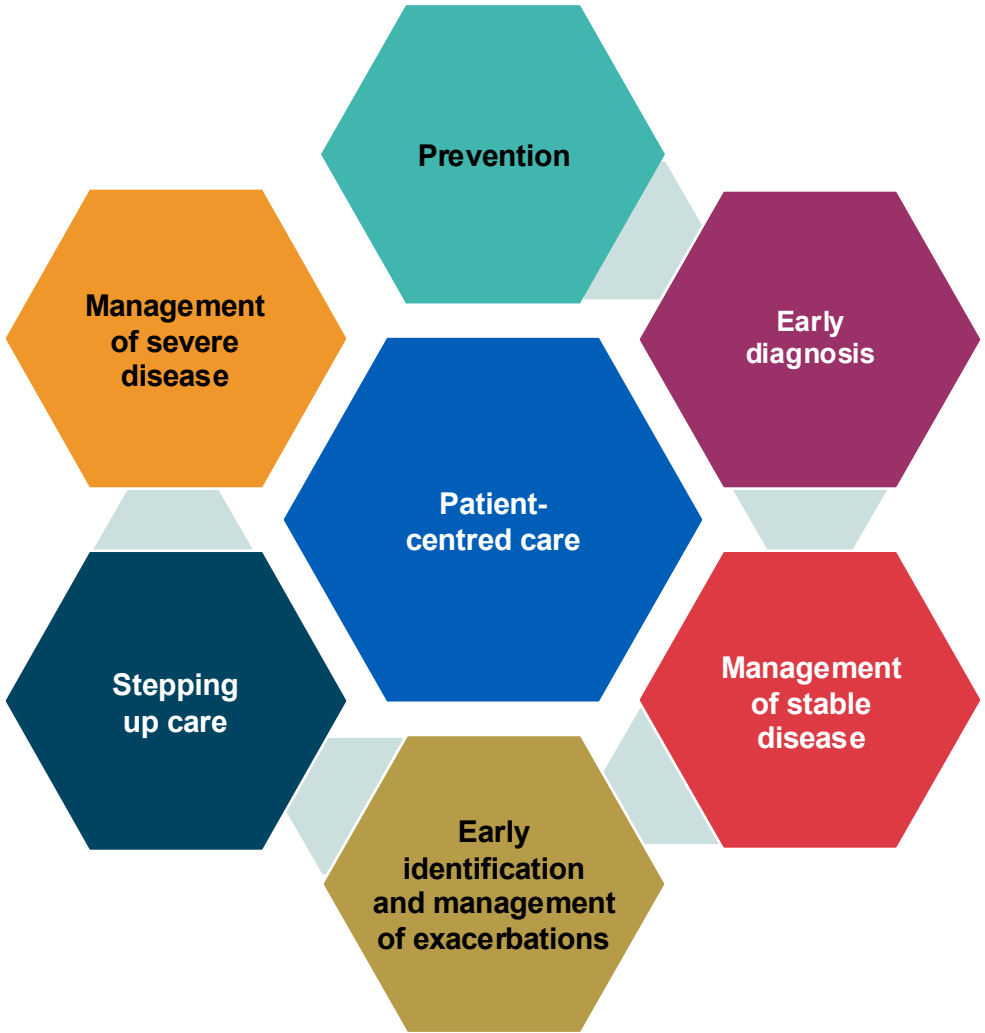 Prevention
Early
diagnosis
Management
of stable
disease
Early
identification
and management
of exacerbations
Stepping
up care
Management
of severe
disease
Patient-
centred care